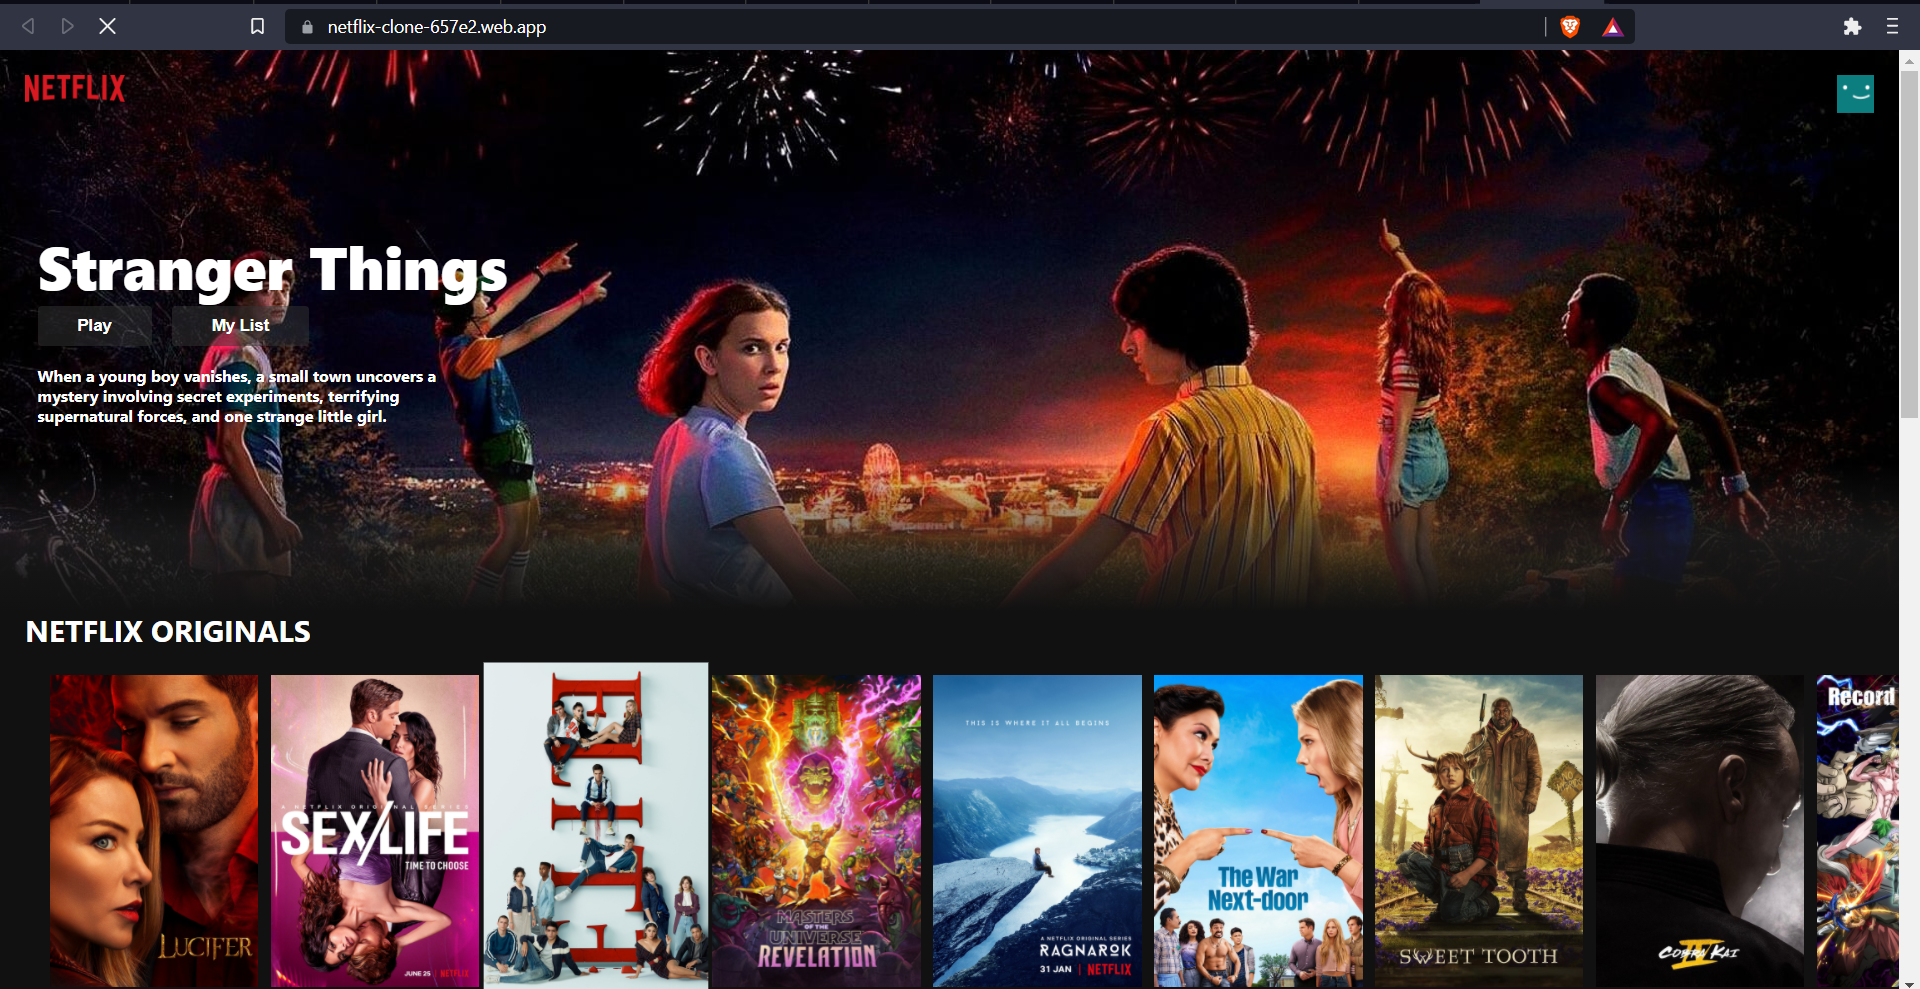 netflix-clone-657e2.web.app
NETFLIX
Stranger Things
Play
My List
When a young boy vanishes, a small town uncovers a
mystery involving secret experiments, terrifying
supernatural forces, and one strange little girl.
NETFLIX ORIGINALS
LUCIFER
A NETFLIX ORIGINAL SERIES
SEX/LIFE
TIME TO CHOOSE
JUNE 25 | NETFLIX
ELITE
MASTERS
OF THE
UNIVERSE
REVELATION
THIS IS WHERE IT ALL BEGINS
A NETFLIX ORIGINAL SERIES
RAGNAROK
31 JAN | NETFLIX
The War
Next-door
NO
SWEET TOOTH
COBRA KAI
IV
Record